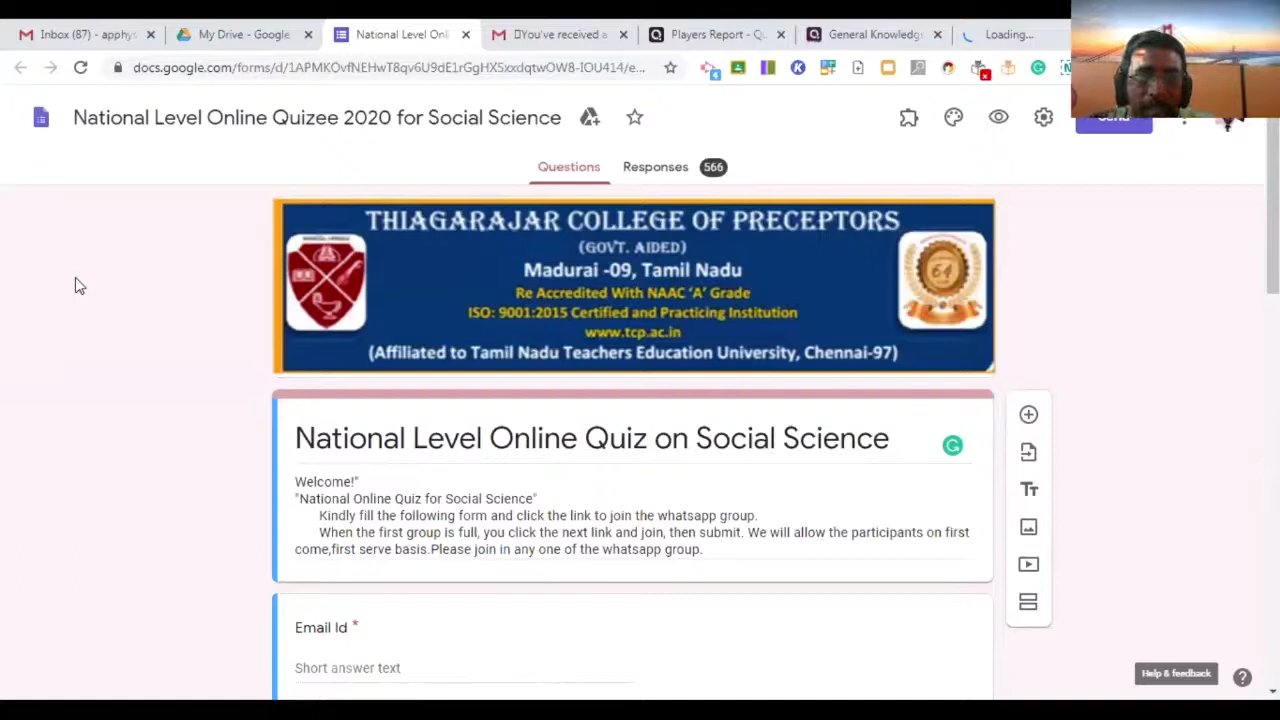 Inbox (87) - apphys
My Drive - Google
National Level Onl
You've received a
Players Report - Q
General Knowledg
Loading...
docs.google.com/forms/d/1APMKOvfNEHwT8qv6U9dE1rGgHX5xxdqtwOW8-IOU414/e...
National Level Online Quizee 2020 for Social Science
Questions
Responses 566
THIAGARAJAR COLLEGE OF PRECEPTORS
(GOVT. AIDED)
Madurai -09, Tamil Nadu
Re Accredited With NAAC 'A' Grade
ISO: 9001:2015 Certified and Practicing Institution
www.tcp.ac.in
(Affiliated to Tamil Nadu Teachers Education University, Chennai-97)
64
National Level Online Quiz on Social Science
Welcome!"
"National Online Quiz for Social Science"
Kindly fill the following form and click the link to join the whatsapp group.
When the first group is full, you click the next link and join, then submit. We will allow the participants on first
come,first serve basis.Please join in any one of the whatsapp group.
Email Id *
Short answer text
Help & feedback